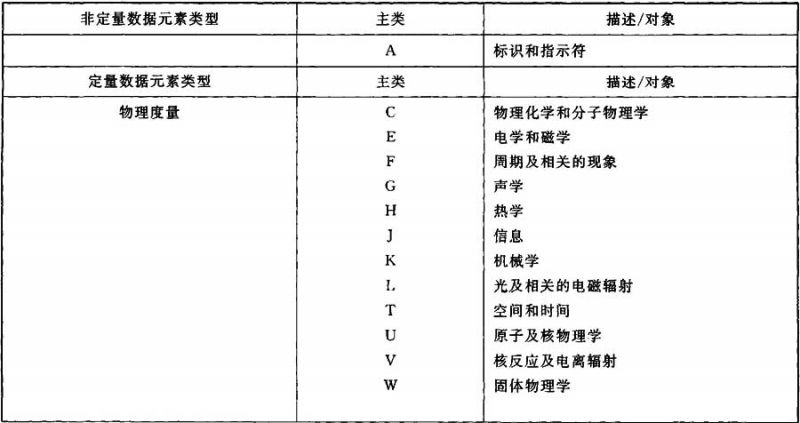 非定量数据元素类型 主类 描述/对象
A 标识和指示符
定量数据元素类型 主类 描述/对象
物理度量 C 物理化学和分子物理学
E 电学和磁学
F 周期及相关的现象
G 声学
H 热学
J 信息
K 机械学
L 光及相关的电磁辐射
T 空间和时间
U 原子及核物理学
V 核反应及电离辐射
W 固体物理学